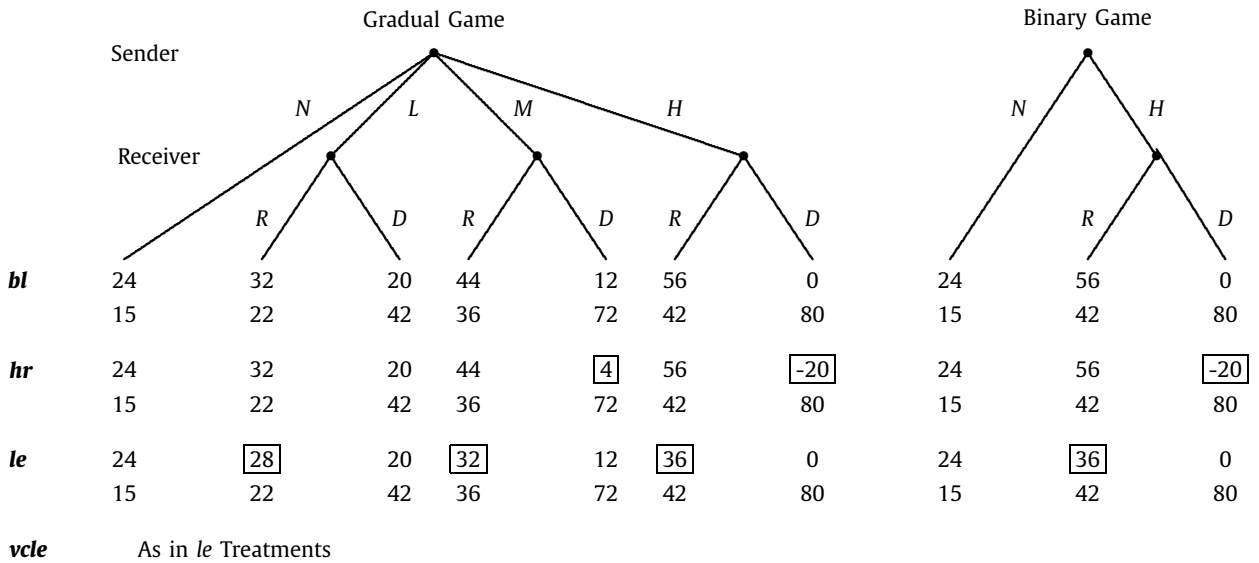 Gradual Game Binary Game
Sender
N L M H N H
Receiver
R D R D R D R D
bl 24 32 20 44 12 56 0 24 56 0
15 22 42 36 72 42 80 15 42 80
hr 24 32 20 44 4 56 -20 24 56 -20
15 22 42 36 72 42 80 15 42 80
le 24 28 20 32 12 36 0 24 36 0
15 22 42 36 72 42 80 15 42 80
vcle As in le Treatments